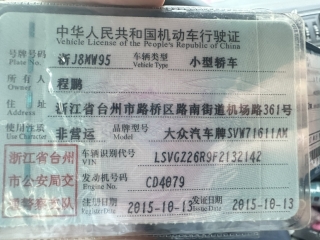 中华人民共和国机动车行驶证
Vehicle License of the People's Republic of China
号牌号码 浙J8MW95 车辆类型 小型轿车
Plate No. Vehicle Type
所有人 程鹏
Owner
住址 浙江省台州市路桥区路南街道机场路361号
Address
使用性质 非营运 品牌型号 大众汽车牌SVW71611AM
Use Character Model
浙江省台 车辆识别代号 LSVGZ26R9F2132142
VIN
州市公安局交 发动机号码 CD4079
Engine No.
通警察支队 注册日期 2015-10-13 发证日期 2015-10-13
Register Date Issue Date